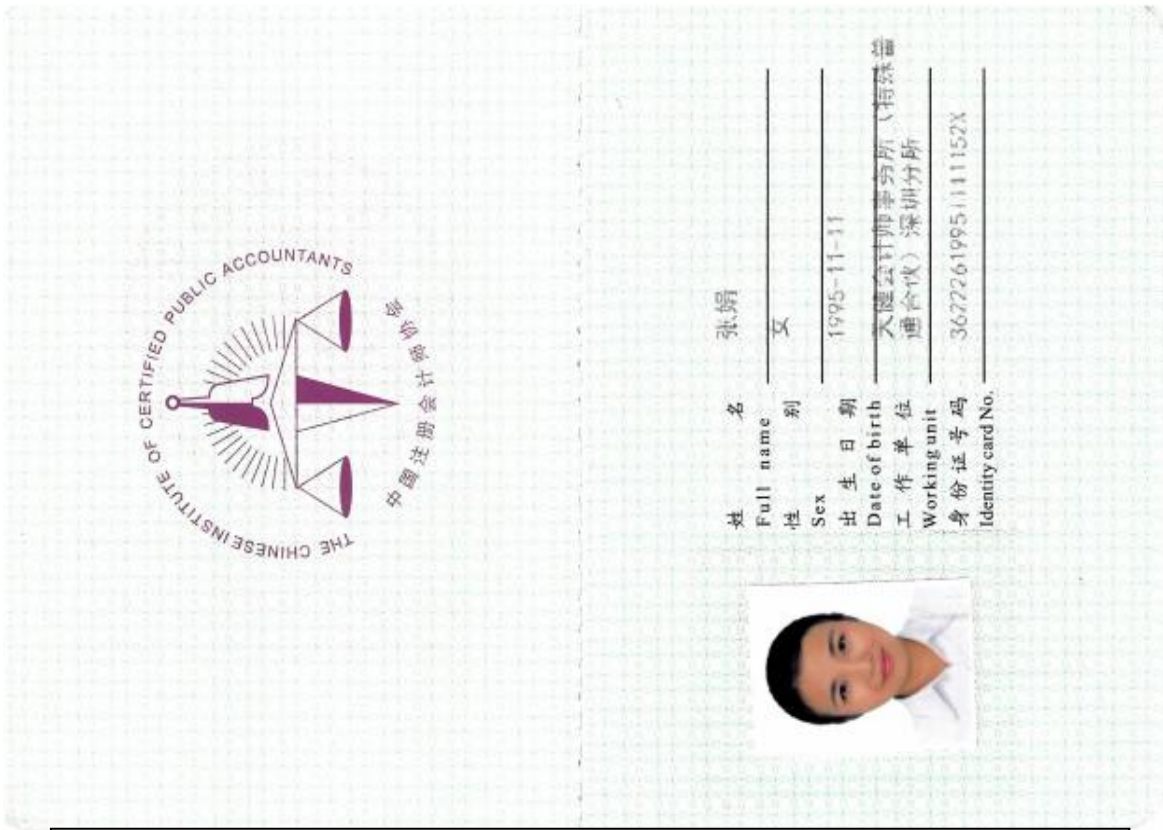 THE CHINESE INSTITUTE OF CERTIFIED PUBLIC ACCOUNTANTS
中国注册会计师协会
姓 名 张娟
Full name
性 别 女
Sex
出 生 日 期 1995-11-11
Date of birth
工 作 单 位 天健会计师事务所（特殊普
通合伙）深圳分所
Working unit
身 份 证 号 码 36222619951111152X
Identity card No.